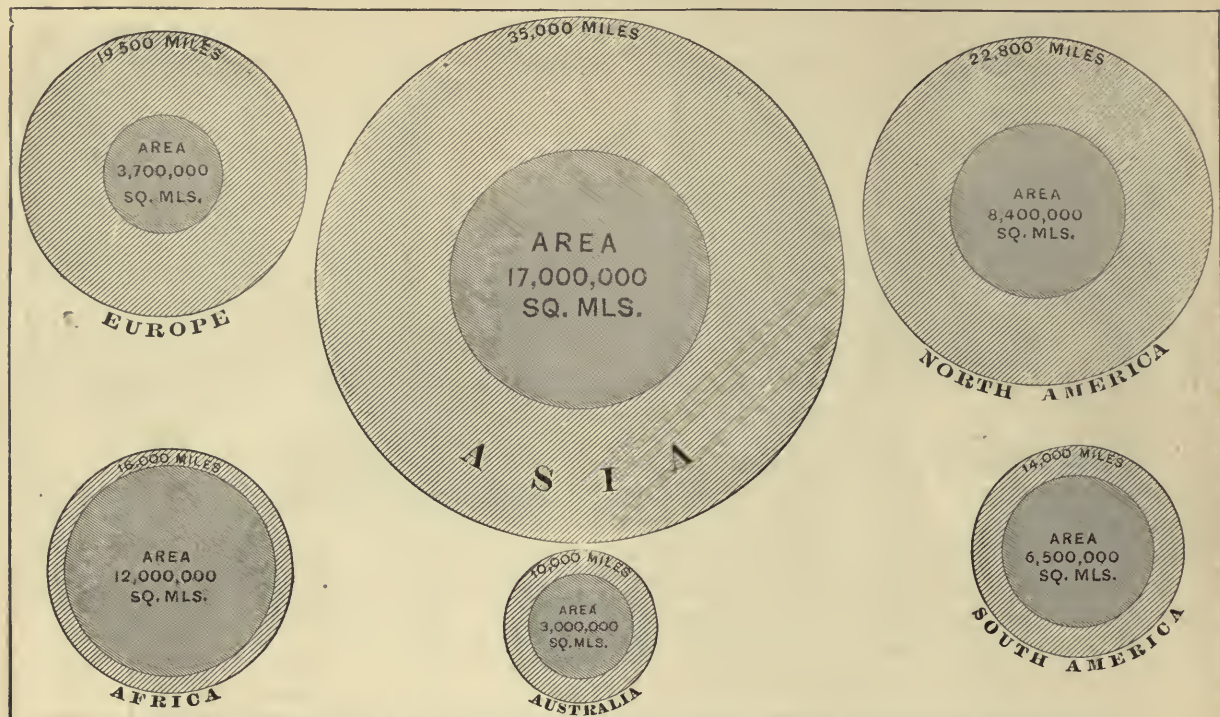 19,500 MILES
AREA
3,700,000
SQ. MLS.
EUROPE
35,000 MILES
AREA
17,000,000
SQ. MLS.
ASIA
22,800 MILES
AREA
8,400,000
SQ. MLS.
NORTH AMERICA
16,000 MILES
AREA
12,000,000
SQ. MLS.
AFRICA
10,000 MILES
AREA
3,000,000
SQ. MLS.
AUSTRALIA
14,000 MILES
AREA
6,500,000
SQ. MLS.
SOUTH AMERICA